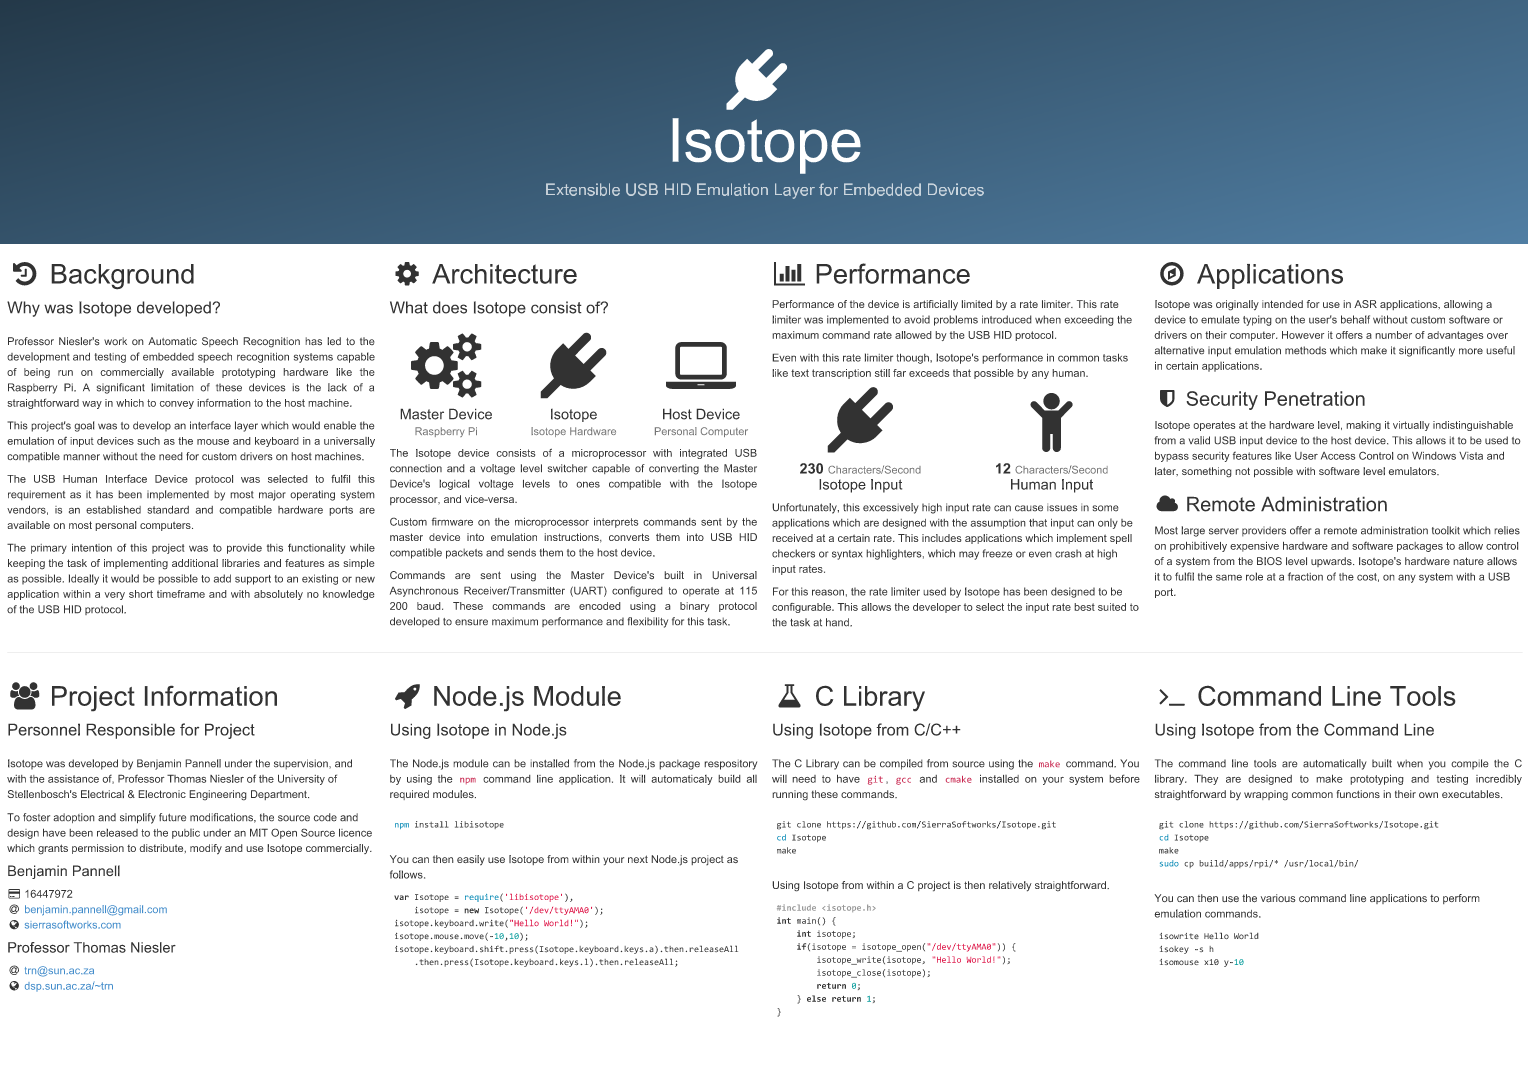 Isotope
Extensible USB HID Emulation Layer for Embedded Devices
Background
Why was Isotope developed?
Professor Niesler's work on Automatic Speech Recognition has led to the
development and testing of embedded speech recognition systems capable
of being run on commercially available prototyping hardware like the
Raspberry Pi. A significant limitation of these devices is the lack of a
straightforward way in which to convey information to the host machine.
This project's goal was to develop an interface layer which would enable the
emulation of input devices such as the mouse and keyboard in a universally
compatible manner without the need for custom drivers on host machines.
The USB Human Interface Device protocol was selected to fulfil this
requirement as it has been implemented by most major operating system
vendors, is an established standard and compatible hardware ports are
available on most personal computers.
The primary intention of this project was to provide this functionality while
keeping the task of implementing additional libraries and features as simple
as possible. Ideally it would be possible to add support to an existing or new
application within a very short timeframe and with absolutely no knowledge
of the USB HID protocol.
Architecture
What does Isotope consist of?
Master Device
Raspberry Pi
Isotope
Isotope Hardware
Host Device
Personal Computer
The Isotope device consists of a microprocessor with integrated USB
connection and a voltage level switcher capable of converting the Master
Device's logical voltage levels to ones compatible with the Isotope
processor, and vice-versa.
Custom firmware on the microprocessor interprets commands sent by the
master device into emulation instructions, converts them into USB HID
compatible packets and sends them to the host device.
Commands are sent using the Master Device's built in Universal
Asynchronous Receiver/Transmitter (UART) configured to operate at 115
200 baud. These commands are encoded using a binary protocol
developed to ensure maximum performance and flexibility for this task.
Performance
Performance of the device is artificially limited by a rate limiter. This rate
limiter was implemented to avoid problems introduced when exceeding the
maximum command rate allowed by the USB HID protocol.
Even with this rate limiter though, Isotope's performance in common tasks
like text transcription still far exceeds that possible by any human.
230 Characters/Second
Isotope Input
12 Characters/Second
Human Input
Unfortunately, this excessively high input rate can cause issues in some
applications which are designed with the assumption that input can only be
received at a certain rate. This includes applications which implement spell
checkers or syntax highlighters, which may freeze or even crash at high
input rates.
For this reason, the rate limiter used by Isotope has been designed to be
configurable. This allows the developer to select the input rate best suited to
the task at hand.
Applications
Isotope was originally intended for use in ASR applications, allowing a
device to emulate typing on the user's behalf without custom software or
drivers on their computer. However it offers a number of advantages over
alternative input emulation methods which make it significantly more useful
in certain applications.
Security Penetration
Isotope operates at the hardware level, making it virtually indistinguishable
from a valid USB input device to the host device. This allows it to be used to
bypass security features like User Access Control on Windows Vista and
later, something not possible with software level emulators.
Remote Administration
Most large server providers offer a remote administration toolkit which relies
on prohibitively expensive hardware and software packages to allow control
of a system from the BIOS level upwards. Isotope's hardware nature allows
it to fulfil the same role at a fraction of the cost, on any system with a USB
port.
Project Information
Personnel Responsible for Project
Isotope was developed by Benjamin Pannell under the supervision, and
with the assistance of, Professor Thomas Niesler of the University of
Stellenbosch's Electrical & Electronic Engineering Department.
To foster adoption and simplify future modifications, the source code and
design have been released to the public under an MIT Open Source licence
which grants permission to distribute, modify and use Isotope commercially.
Benjamin Pannell
16447972
benjamin.pannell@gmail.com
sierrasoftworks.com
Professor Thomas Niesler
trn@sun.ac.za
dsp.sun.ac.za/~trn
Node.js Module
Using Isotope in Node.js
The Node.js module can be installed from the Node.js package respository
by using the npm command line application. It will automaticaly build all
required modules.
npm install libisotope
You can then easily use Isotope from within your next Node.js project as
follows.
var Isotope = require('libisotope'),
isotope = new Isotope('/dev/ttyAMA0');
isotope.keyboard.write("Hello World!");
isotope.mouse.move(-10,10);
isotope.keyboard.shift.press(Isotope.keyboard.keys.a).then.releaseAll
.then.press(Isotope.keyboard.keys.l).then.releaseAll;
C Library
Using Isotope from C/C++
The C Library can be compiled from source using the make command. You
will need to have git, gcc and cmake installed on your system before
running these commands.
git clone https://github.com/SierraSoftworks/Isotope.git
cd Isotope
make
Using Isotope from within a C project is then relatively straightforward.
#include <isotope.h>
int main() {
int isotope;
if(isotope = isotope_open("/dev/ttyAMA0")) {
isotope_write(isotope, "Hello World!");
isotope_close(isotope);
return 0;
} else return 1;
}
Command Line Tools
Using Isotope from the Command Line
The command line tools are automatically built when you compile the C
library. They are designed to make prototyping and testing incredibly
straightforward by wrapping common functions in their own executables.
git clone https://github.com/SierraSoftworks/Isotope.git
cd Isotope
make
sudo cp build/apps/rpi/* /usr/local/bin/
You can then use the various command line applications to perform
emulation commands.
isowrite Hello World
isokey -s h
isomouse x10 y-10